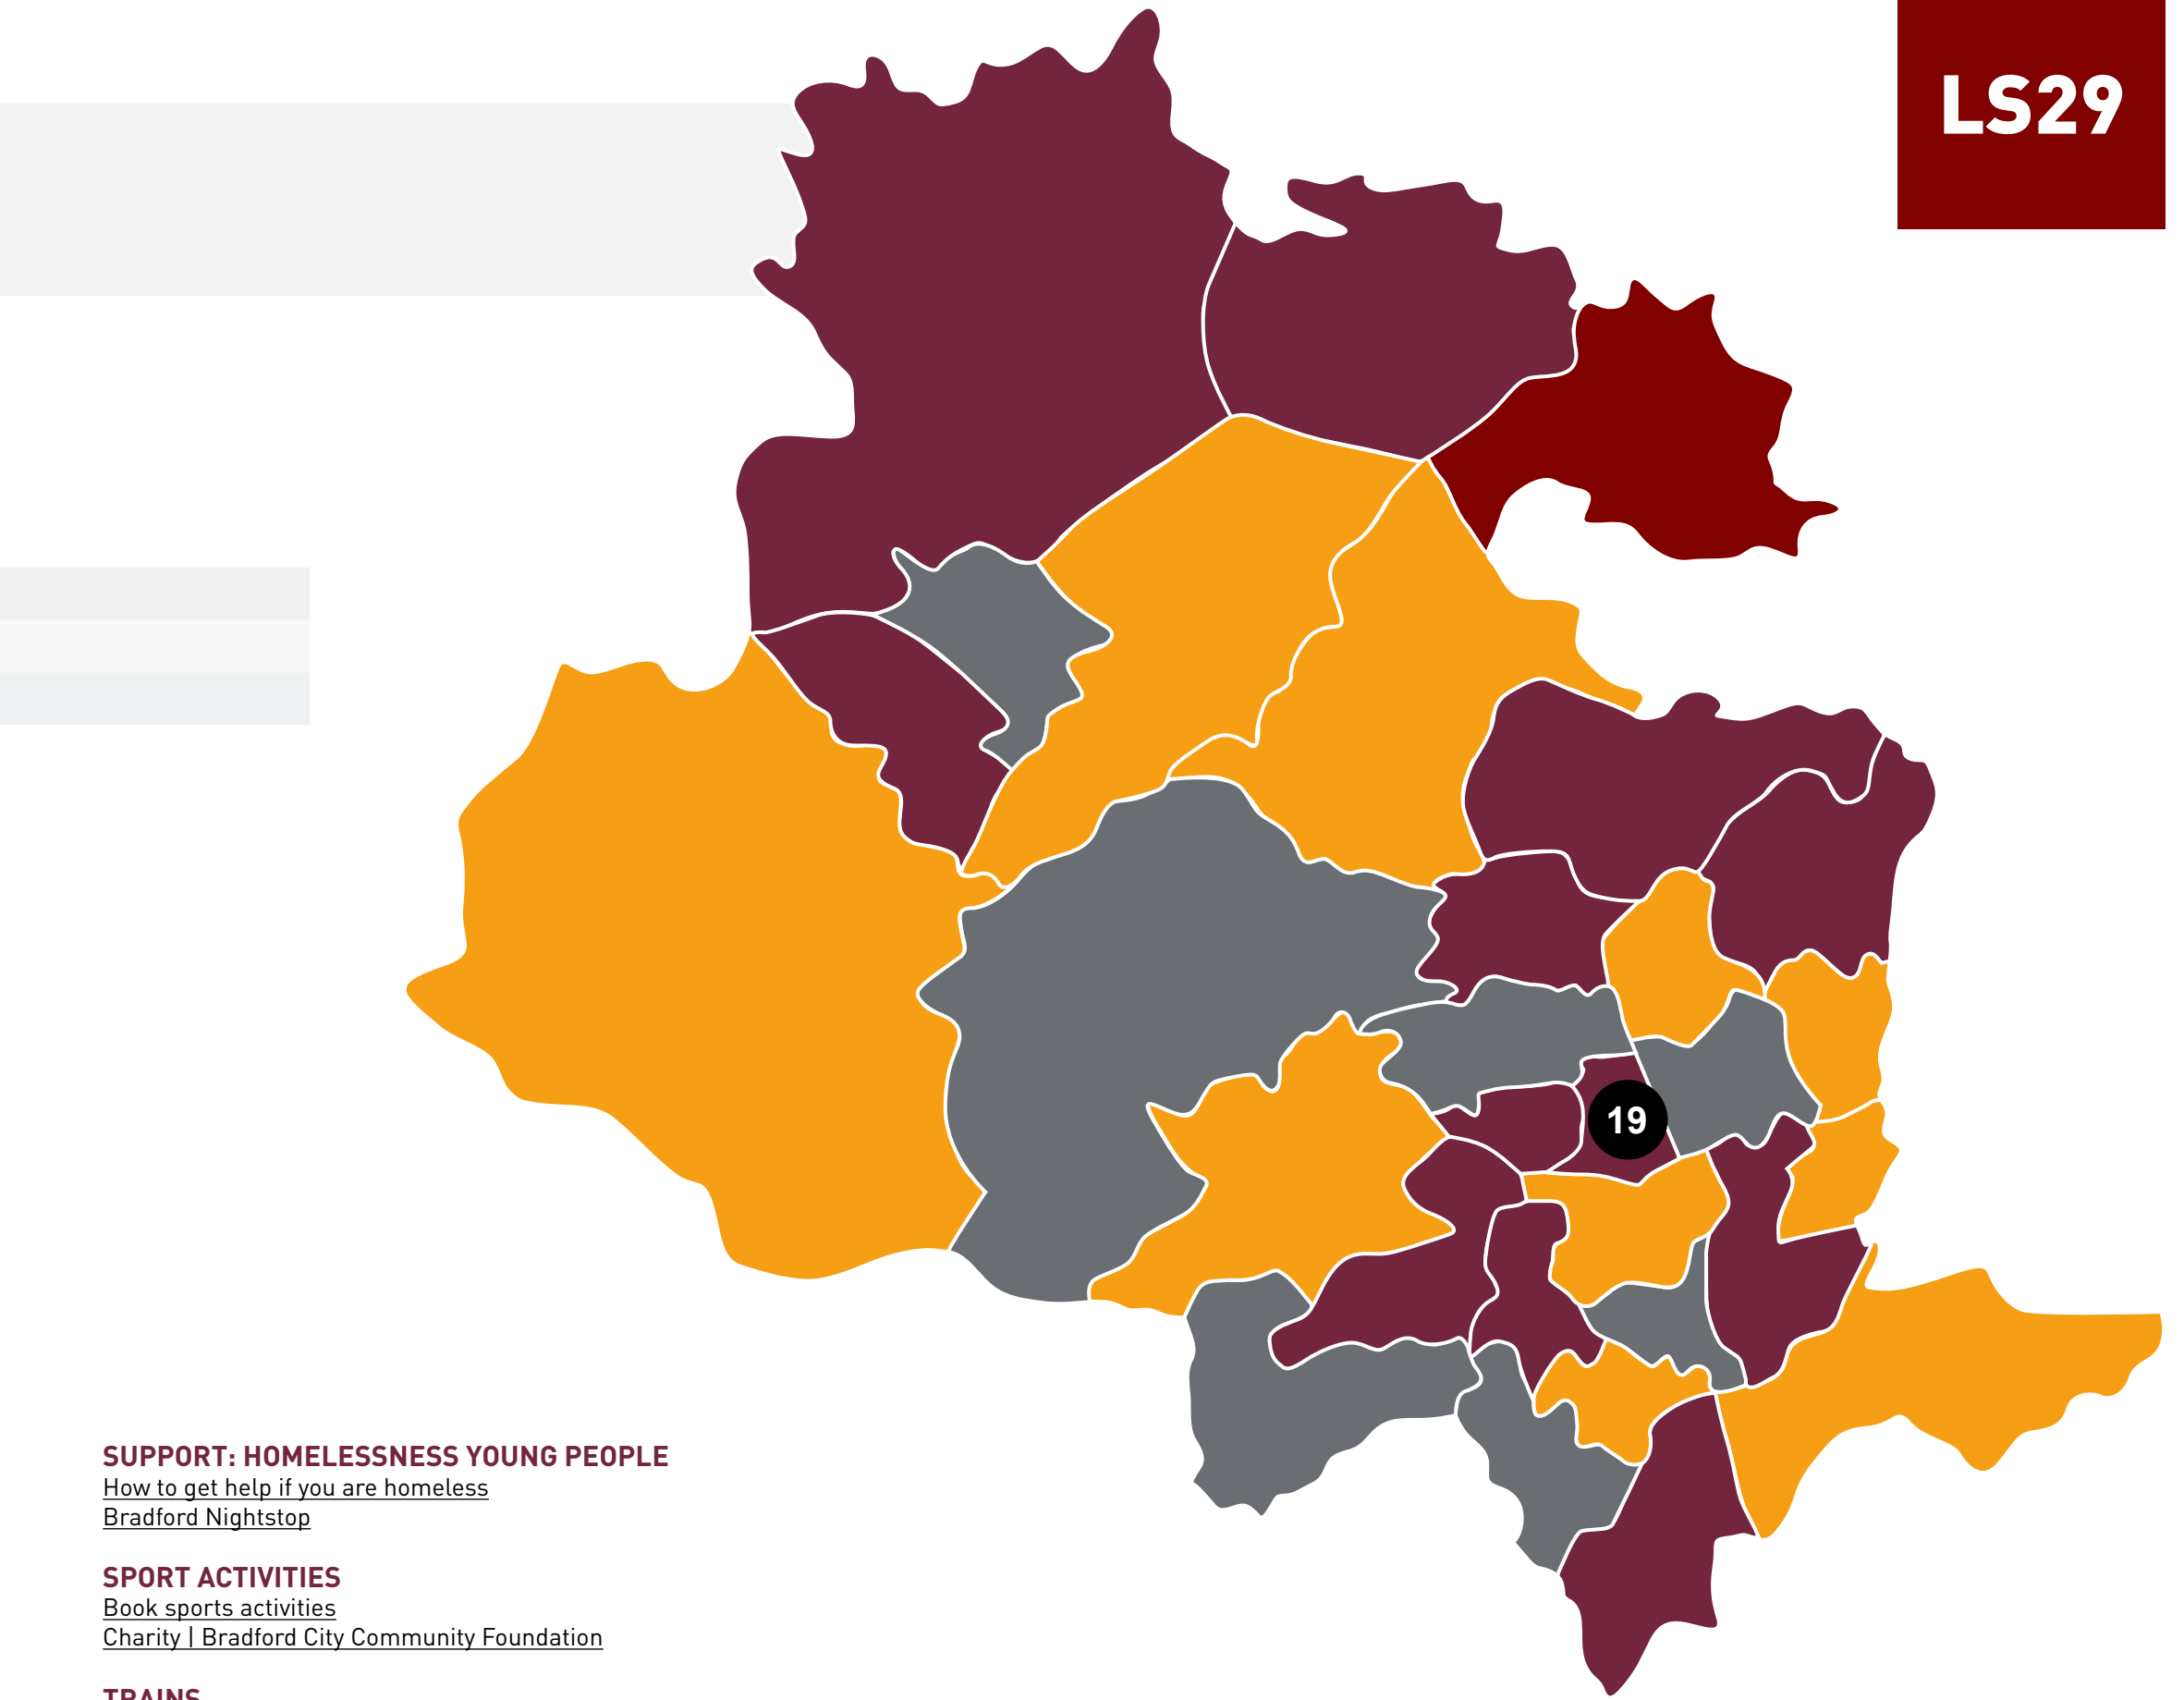 LS29
19
SUPPORT: HOMELESSNESS YOUNG PEOPLE
How to get help if you are homeless
Bradford Nightstop
SPORT ACTIVITIES
Book sports activities
Charity | Bradford City Community Foundation
TRAINS